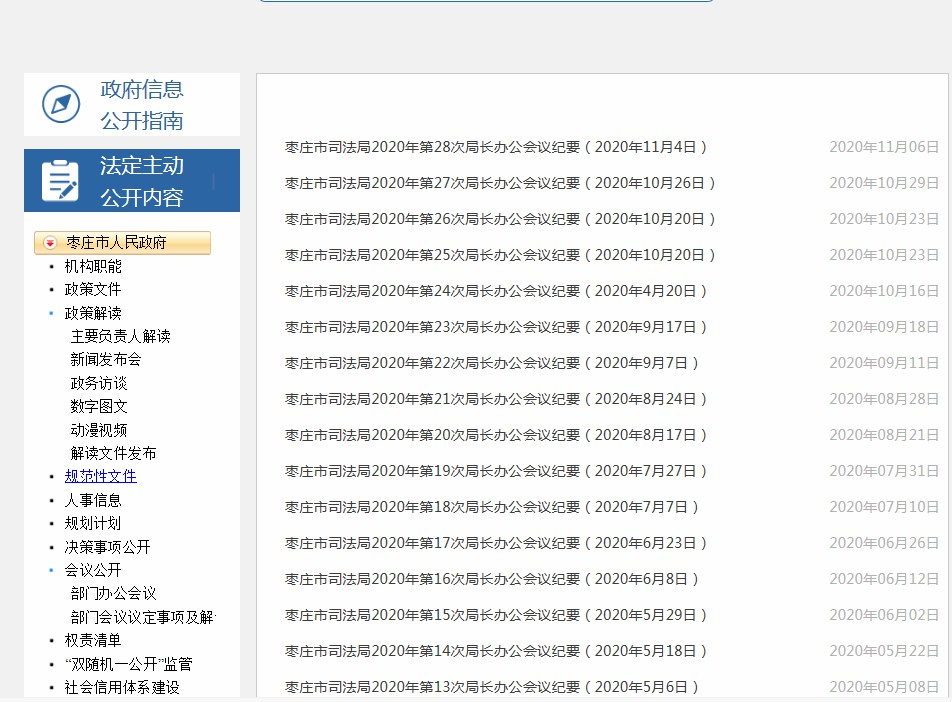 政府信息
公开指南
法定主动
公开内容
枣庄市人民政府
机构职能
政策文件
政策解读
主要负责人解读
新闻发布会
政务访谈
数字图文
动漫视频
解读文件发布
规范性文件
人事信息
规划计划
决策事项公开
会议公开
部门办公会议
部门会议议定事项及解
权责清单
“双随机一公开”监管
社会信用体系建设
枣庄市司法局2020年第28次局长办公会议纪要（2020年11月4日） 2020年11月06日
枣庄市司法局2020年第27次局长办公会议纪要（2020年10月26日） 2020年10月29日
枣庄市司法局2020年第26次局长办公会议纪要（2020年10月20日） 2020年10月23日
枣庄市司法局2020年第25次局长办公会议纪要（2020年10月20日） 2020年10月23日
枣庄市司法局2020年第24次局长办公会议纪要（2020年4月20日） 2020年10月16日
枣庄市司法局2020年第23次局长办公会议纪要（2020年9月17日） 2020年09月18日
枣庄市司法局2020年第22次局长办公会议纪要（2020年9月7日） 2020年09月11日
枣庄市司法局2020年第21次局长办公会议纪要（2020年8月24日） 2020年08月28日
枣庄市司法局2020年第20次局长办公会议纪要（2020年8月17日） 2020年08月21日
枣庄市司法局2020年第19次局长办公会议纪要（2020年7月27日） 2020年07月31日
枣庄市司法局2020年第18次局长办公会议纪要（2020年7月7日） 2020年07月10日
枣庄市司法局2020年第17次局长办公会议纪要（2020年6月23日） 2020年06月26日
枣庄市司法局2020年第16次局长办公会议纪要（2020年6月8日） 2020年06月12日
枣庄市司法局2020年第15次局长办公会议纪要（2020年5月29日） 2020年06月02日
枣庄市司法局2020年第14次局长办公会议纪要（2020年5月18日） 2020年05月22日
枣庄市司法局2020年第13次局长办公会议纪要（2020年5月6日） 2020年05月08日